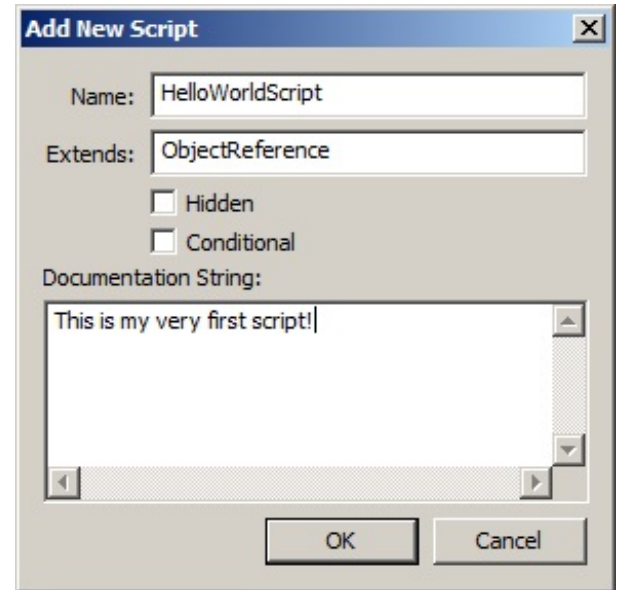 Add New Script
Name: HelloWorldScript
Extends: ObjectReference
Hidden
Conditional
Documentation String:
This is my very first script!
OK Cancel